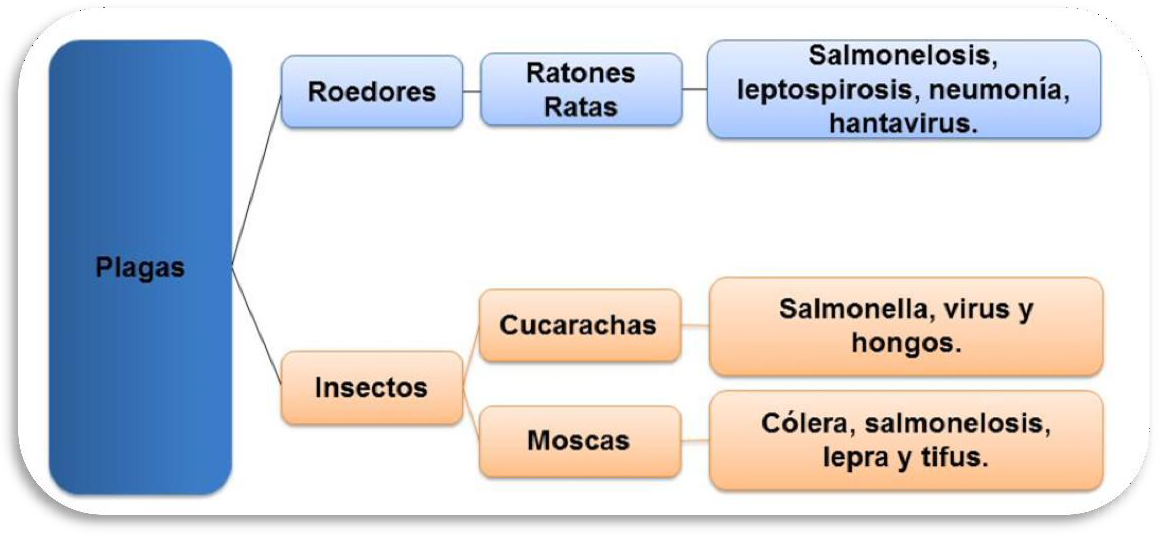 Plagas
Roedores
Ratones
Ratas
Salmonelosis,
leptospirosis, neumonía,
hantavirus.
Insectos
Cucarachas
Salmonella, virus y
hongos.
Moscas
Cólera, salmonelosis,
lepra y tifus.